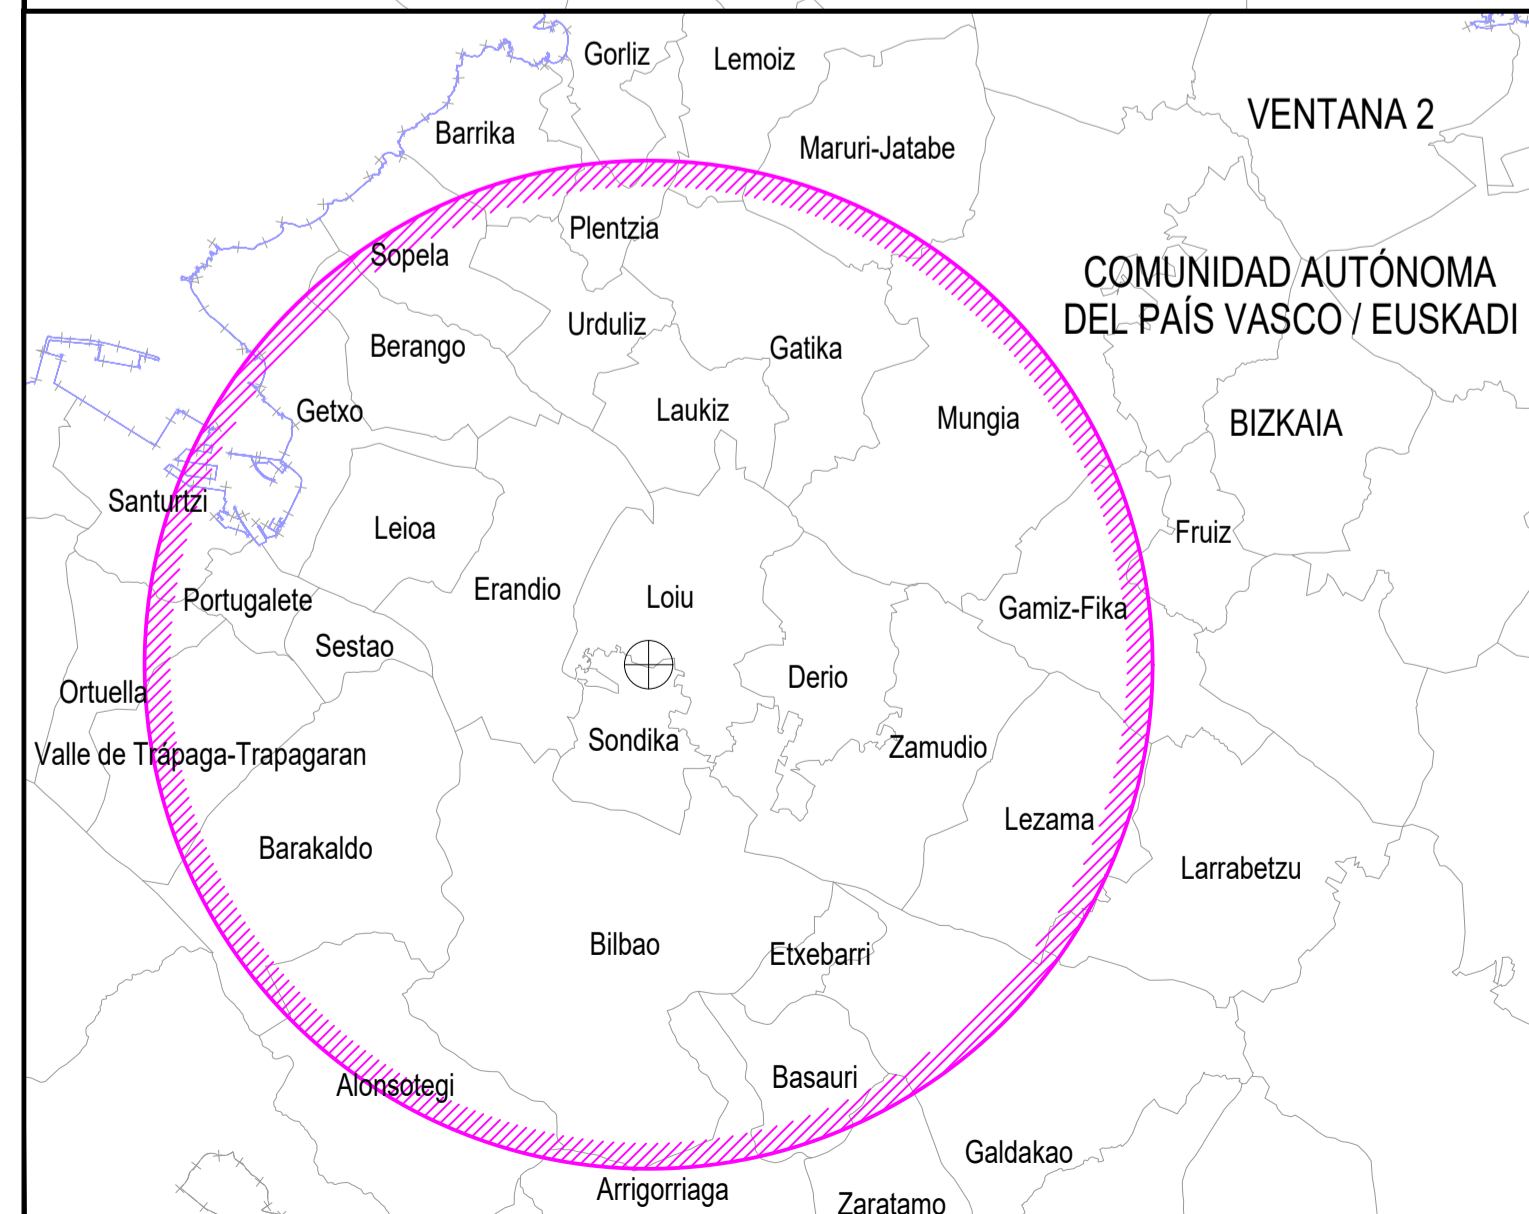 Gorliz
Lemoiz
VENTANA 2
Barrika
Maruri-Jatabe
Plentzia
Sopela
COMUNIDAD AUTÓNOMA
DEL PAÍS VASCO / EUSKADI
Urduliz
Berango
Gatika
Getxo
Laukiz
Mungia
BIZKAIA
Santurtzi
Leioa
Fruiz
Erandio
Loiu
Portugalete
Gamiz-Fika
Sestao
Derio
Ortuella
Sondika
Zamudio
Valle de Trápaga-Trapagaran
Lezama
Barakaldo
Larrabetzu
Bilbao
Etxebarri
Basauri
Alonsotegi
Galdakao
Arrigorriaga
Zaratamo